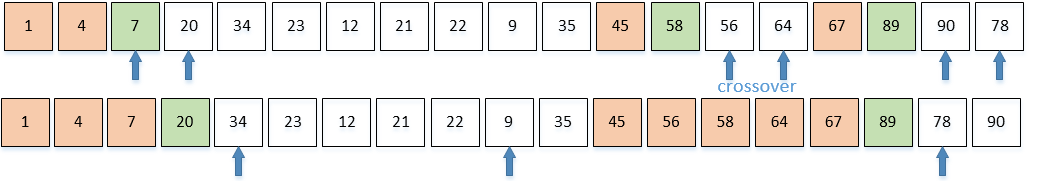 1 4 7 20 34 23 12 21 22 9 35 45 58 56 64 67 89 90 78
crossover
1 4 7 20 34 23 12 21 22 9 35 45 56 58 64 67 89 78 90